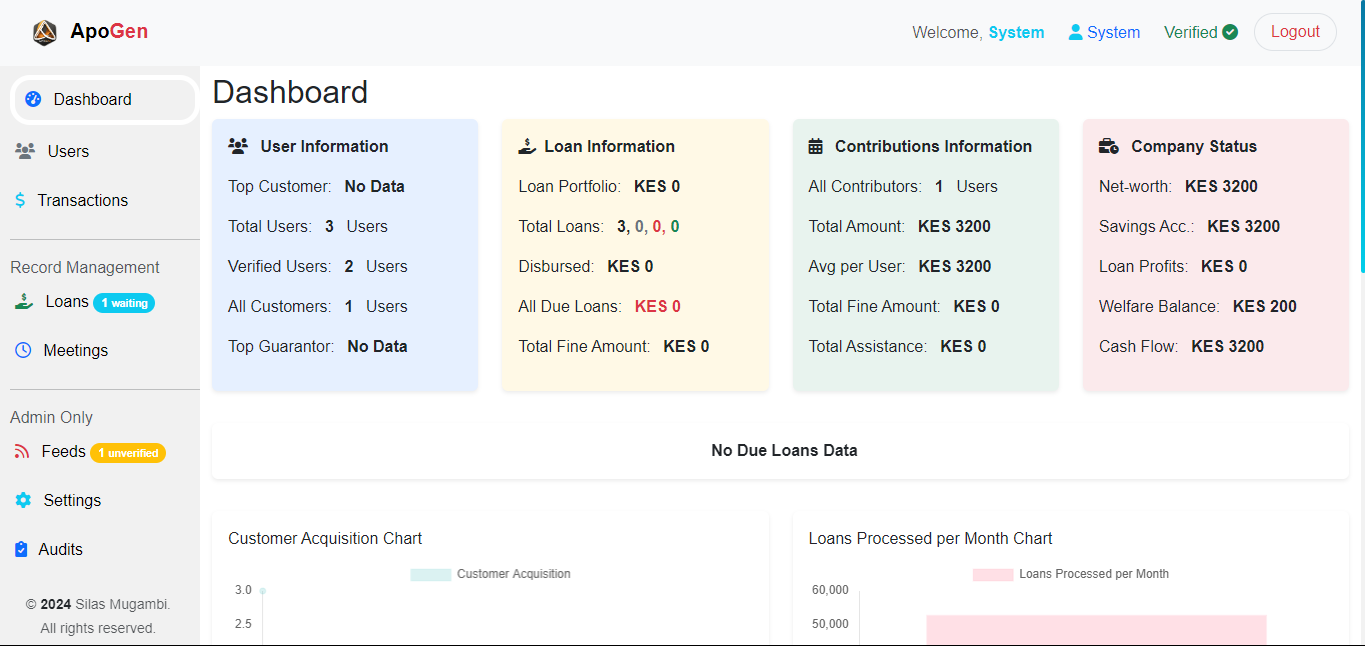 ApoGen
Welcome, System
System
Verified
Logout
Dashboard
Users
Transactions
Record Management
Loans 1 waiting
Meetings
Admin Only
Feeds 1 unverified
Settings
Audits
© 2024 Silas Mugambi.
All rights reserved.
Dashboard
User Information
Top Customer: No Data
Total Users: 3 Users
Verified Users: 2 Users
All Customers: 1 Users
Top Guarantor: No Data
Loan Information
Loan Portfolio: KES 0
Total Loans: 3, 0, 0, 0
Disbursed: KES 0
All Due Loans: KES 0
Total Fine Amount: KES 0
Contributions Information
All Contributors: 1 Users
Total Amount: KES 3200
Avg per User: KES 3200
Total Fine Amount: KES 0
Total Assistance: KES 0
Company Status
Net-worth: KES 3200
Savings Acc.: KES 3200
Loan Profits: KES 0
Welfare Balance: KES 200
Cash Flow: KES 3200
No Due Loans Data
Customer Acquisition Chart
Customer Acquisition
3.0
2.5
Loans Processed per Month Chart
Loans Processed per Month
60,000
50,000